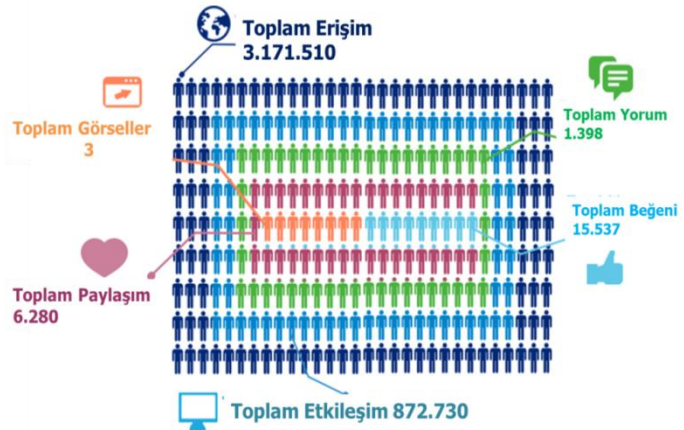 Toplam Erişim
3.171.510
Toplam Görseller
3
Toplam Yorum
1.398
Toplam Beğeni
15.537
Toplam Paylaşım
6.280
Toplam Etkileşim 872.730